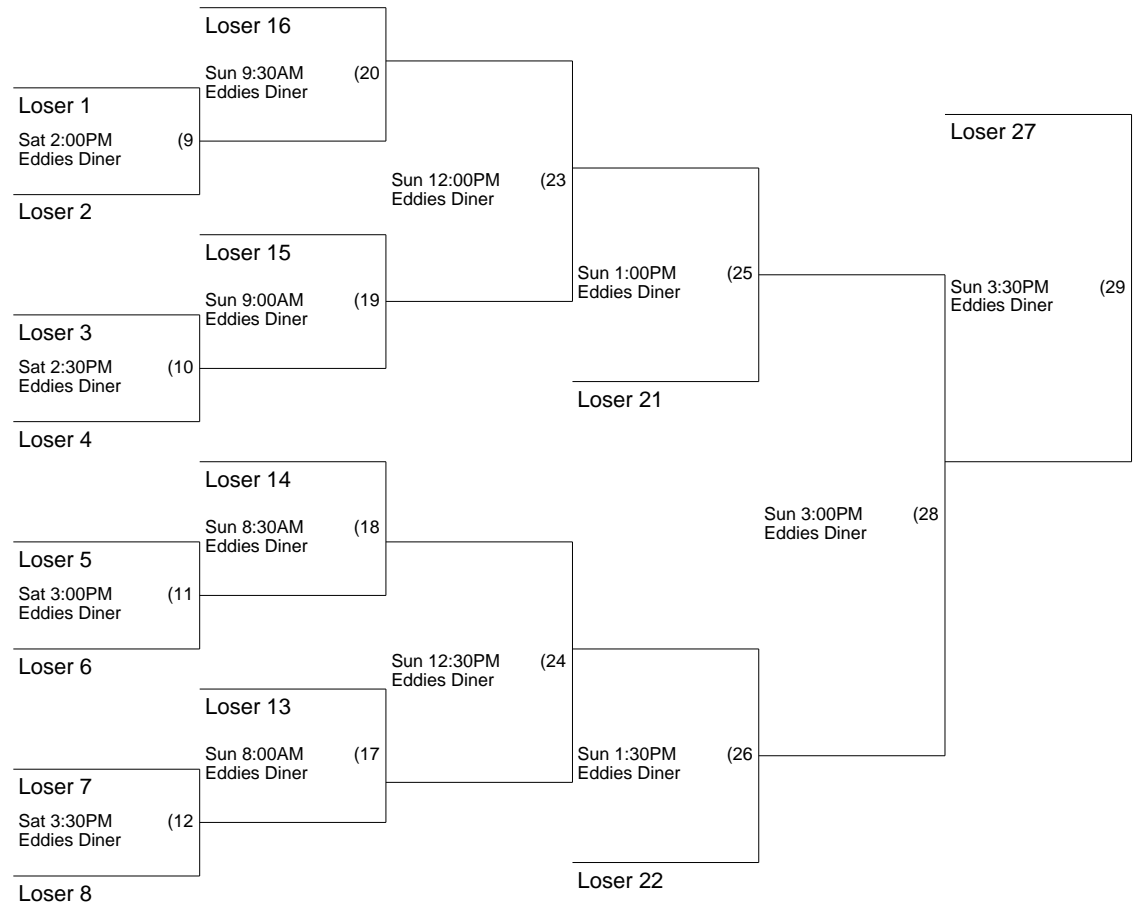 Loser 16
Sun 9:30AM (20
Eddies Diner
Loser 1
Sat 2:00PM (9
Eddies Diner
Loser 2
Loser 27
Sun 12:00PM (23
Eddies Diner
Loser 15
Sun 9:00AM (19
Eddies Diner
Sun 1:00PM (25
Eddies Diner
Sun 3:30PM (29
Eddies Diner
Loser 3
Sat 2:30PM (10
Eddies Diner
Loser 4
Loser 21
Loser 14
Sun 8:30AM (18
Eddies Diner
Sun 3:00PM (28
Eddies Diner
Loser 5
Sat 3:00PM (11
Eddies Diner
Loser 6
Sun 12:30PM (24
Eddies Diner
Loser 13
Sun 8:00AM (17
Eddies Diner
Sun 1:30PM (26
Eddies Diner
Loser 7
Sat 3:30PM (12
Eddies Diner
Loser 8
Loser 22